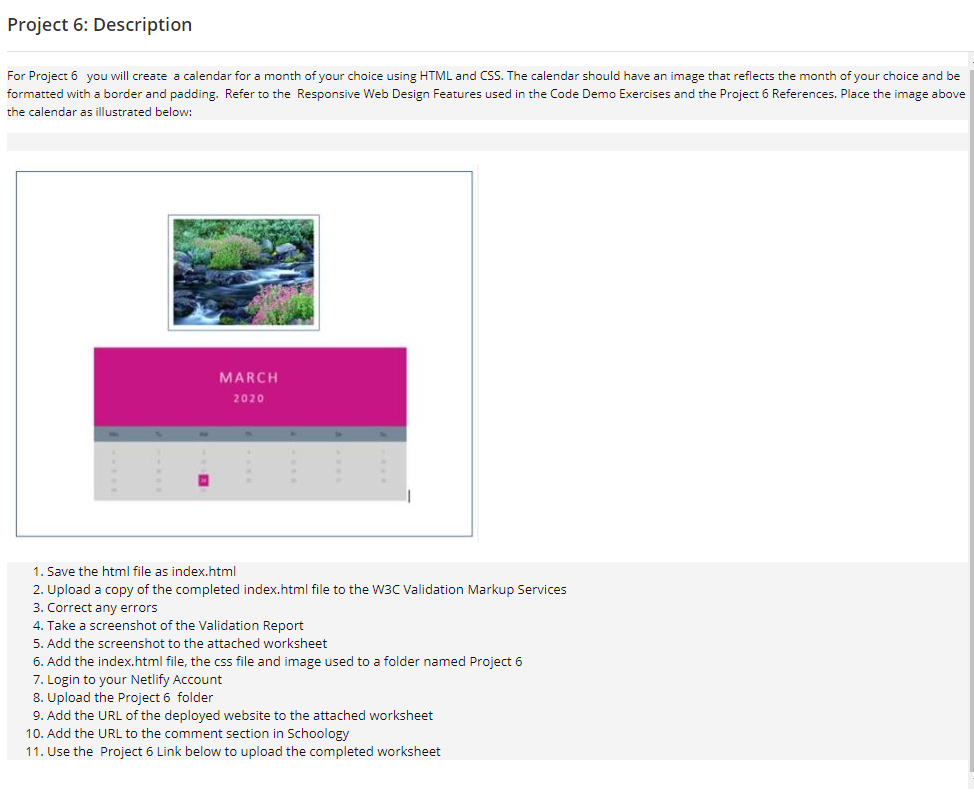 Project 6: Description
For Project 6 you will create a calendar for a month of your choice using HTML and CSS. The calendar should have an image that reflects the month of your choice and be
formatted with a border and padding. Refer to the Responsive Web Design Features used in the Code Demo Exercises and the Project 6 References. Place the image above
the calendar as illustrated below:
MARCH
2020
1. Save the html file as index.html
2. Upload a copy of the completed index.html file to the W3C Validation Markup Services
3. Correct any errors
4. Take a screenshot of the Validation Report
5. Add the screenshot to the attached worksheet
6. Add the index.html file, the css file and image used to a folder named Project 6
7. Login to your Netlify Account
8. Upload the Project 6 folder
9. Add the URL of the deployed website to the attached worksheet
10. Add the URL to the comment section in Schoology
11. Use the Project 6 Link below to upload the completed worksheet